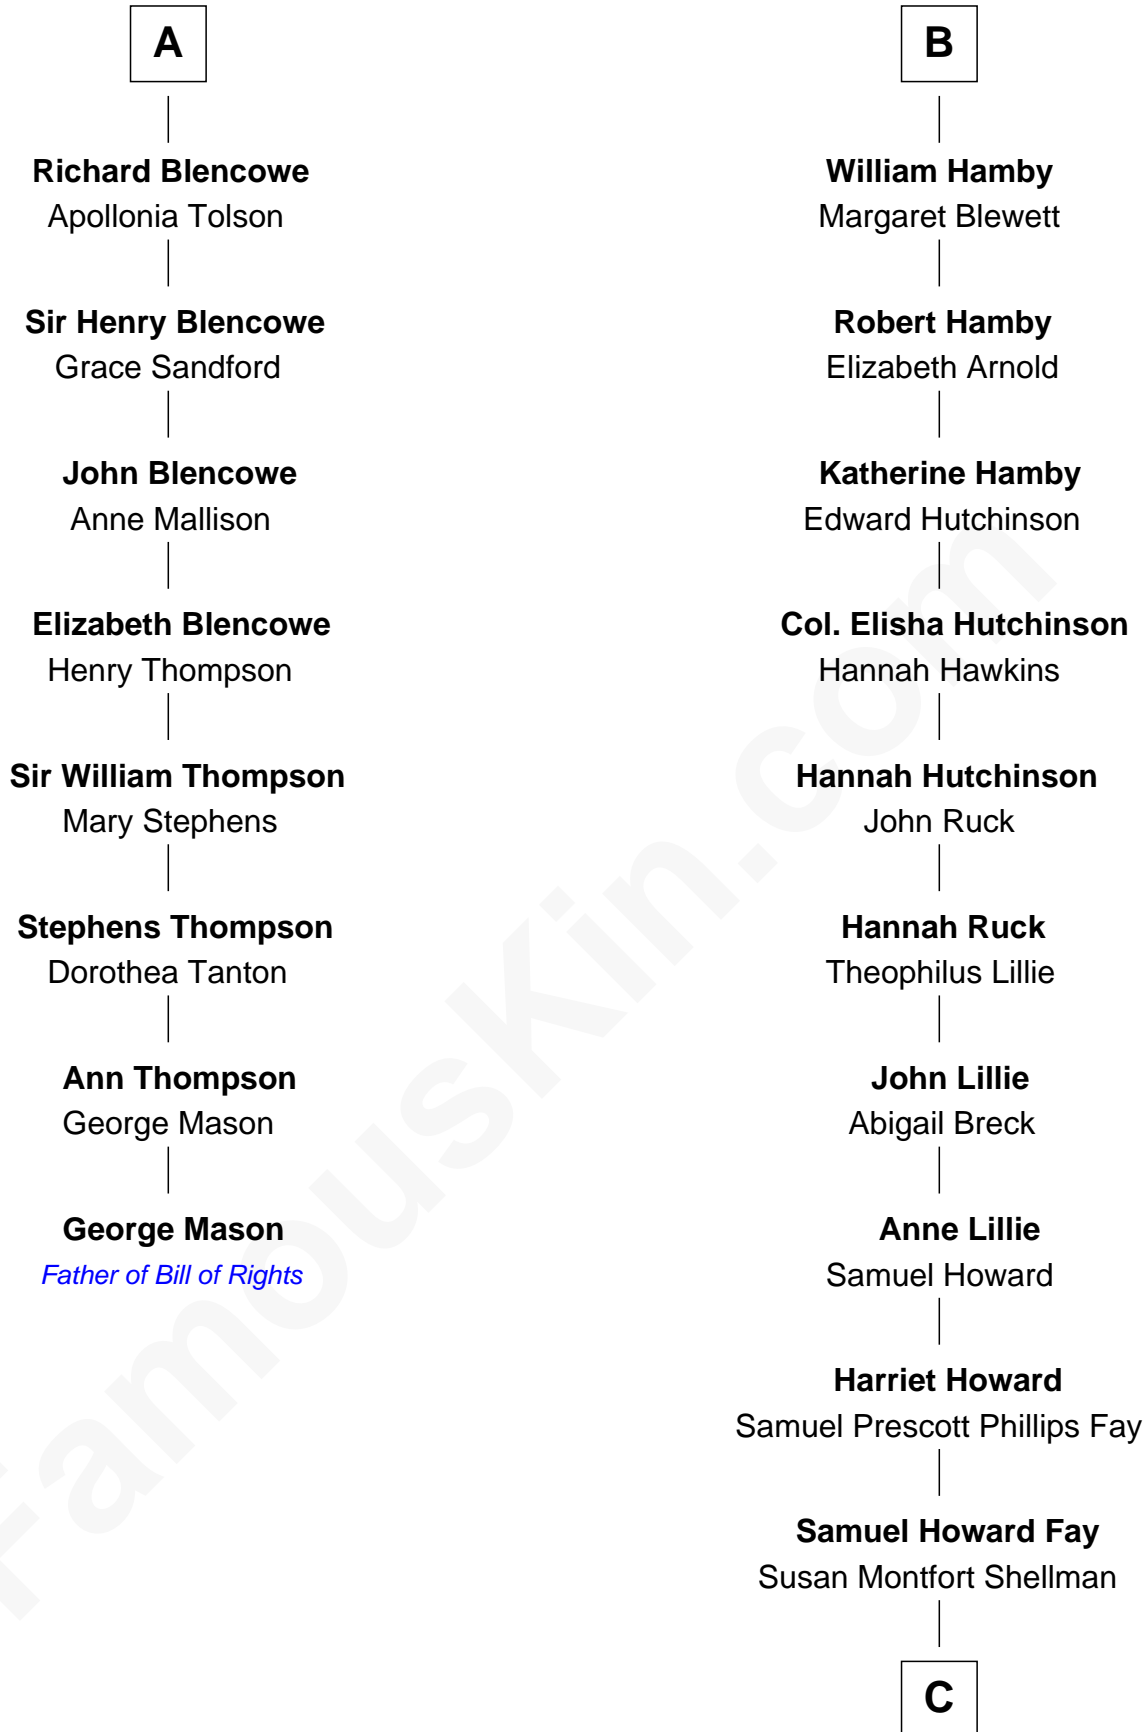 A
Richard Blencowe
Apollonia Tolson
Sir Henry Blencowe
Grace Sandford
John Blencowe
Anne Mallison
Elizabeth Blencowe
Henry Thompson
Sir William Thompson
Mary Stephens
Stephens Thompson
Dorothea Tanton
Ann Thompson
George Mason
George Mason
Father of Bill of Rights
B
William Hamby
Margaret Blewett
Robert Hamby
Elizabeth Arnold
Katherine Hamby
Edward Hutchinson
Col. Elisha Hutchinson
Hannah Hawkins
Hannah Hutchinson
John Ruck
Hannah Ruck
Theophilus Lillie
John Lillie
Abigail Breck
Anne Lillie
Samuel Howard
Harriet Howard
Samuel Prescott Phillips Fay
Samuel Howard Fay
Susan Montfort Shellman
C
FamousKin.com